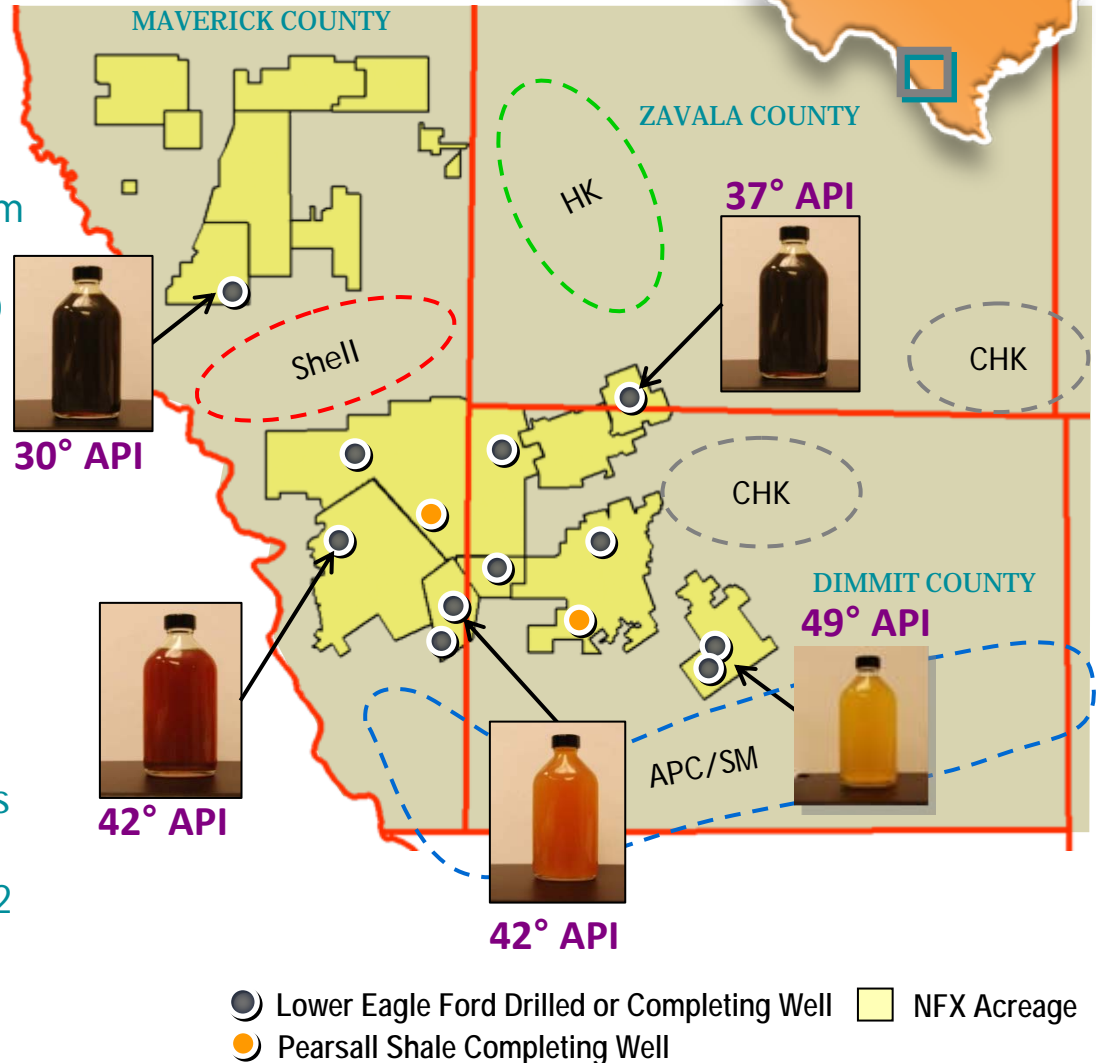 MAVERICK COUNTY
ZAVALA COUNTY
HK
37° API
m
Shell
CHK
30° API
CHK
DIMMIT COUNTY
49° API
APC/SM
s
42° API
2
42° API
Lower Eagle Ford Drilled or Completing Well
NFX Acreage
Pearsall Shale Completing Well